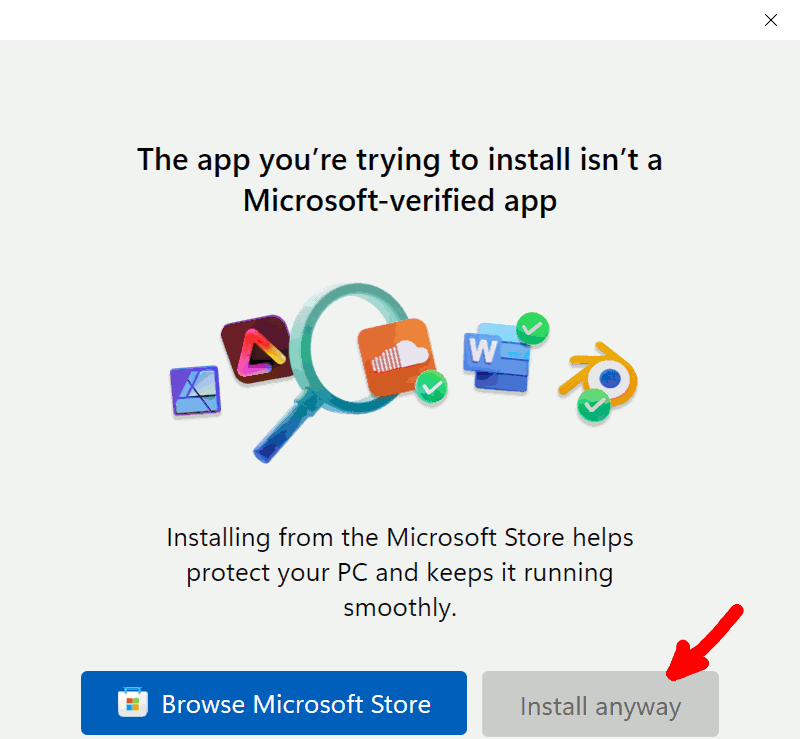 The app you’re trying to install isn’t a
Microsoft-verified app
W
Installing from the Microsoft Store helps
protect your PC and keeps it running
smoothly.
Browse Microsoft Store
Install anyway